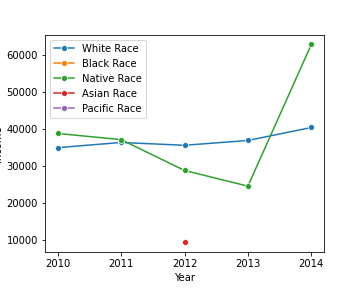 White Race
Black Race
Native Race
Asian Race
Pacific Race
60000
50000
40000
30000
20000
10000
2010 2011 2012 2013 2014
Year